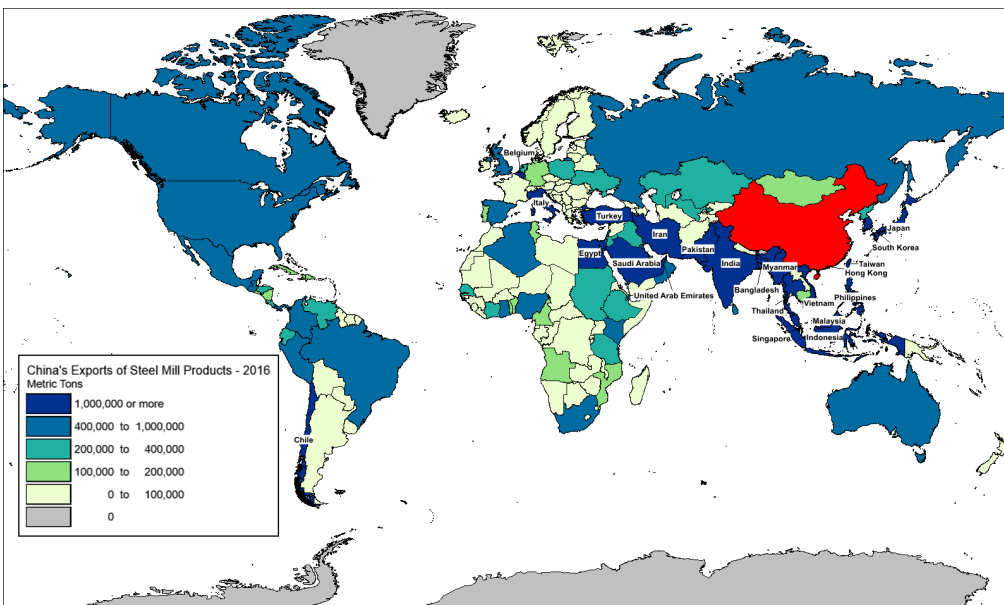 Belgium
Italy
Turkey
Iran
Pakistan
Egypt
Saudi Arabia
India
Myanmar
Japan
South Korea
Taiwan
Hong Kong
United Arab Emirates
Bangladesh
Vietnam
Philippines
Thailand
Malaysia
Singapore
Indonesia
Chile
China's Exports of Steel Mill Products - 2016
Metric Tons
1,000,000 or more
400,000 to 1,000,000
200,000 to 400,000
100,000 to 200,000
0 to 100,000
0